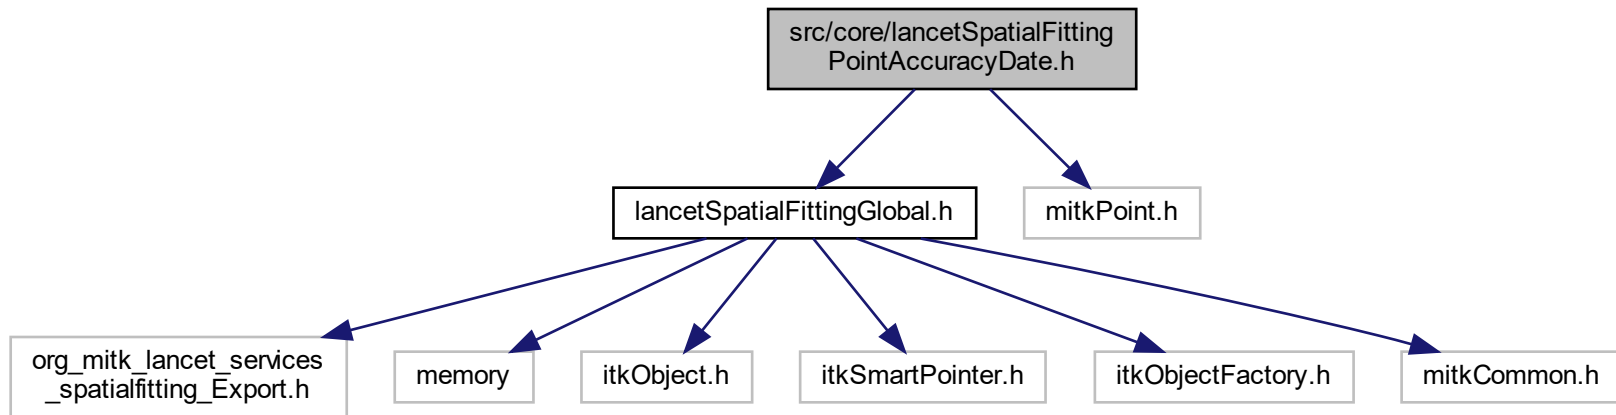 src/core/lancetSpatialFitting
PointAccuracyDate.h
lancetSpatialFittingGlobal.h
mitkPoint.h
org_mitk_lancet_services
_spatialfitting_Export.h
memory
itkObject.h
itkSmartPointer.h
itkObjectFactory.h
mitkCommon.h